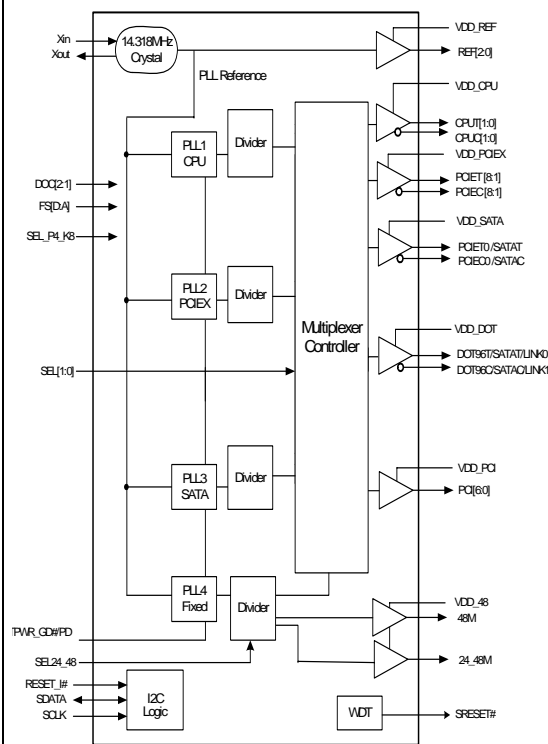 VDD_REF
Xin
14.318MHz
Crystal
Xout
REF[2:0]
PLL Reference
VDD_CPU
CPUT[1:0]
CPUC[1:0]
PLL1
CPU
Divider
VDD_PCIEX
PCIET[8:1]
PCIEC[8:1]
DOC[2:1]
FS[D:A]
SEL_P4_K8
VDD_SATA
PCIET0/SATAT
PCIEC0/SATAC
PLL2
PCIEX
Divider
Multiplexer
Controller
VDD_DOT
DOT96T/SATAT/LINK0
DOT96C/SATAC/LINK1
SEL[1:0]
PLL3
SATA
Divider
VDD_PCI
PCI[6:0]
PLL4
Fixed
Divider
VDD_48
48M
TPWR_GD#/PD
SEL24_48
24_48M
RESET_I#
SDATA
SCLK
I2C
Logic
WDT
SRESET#